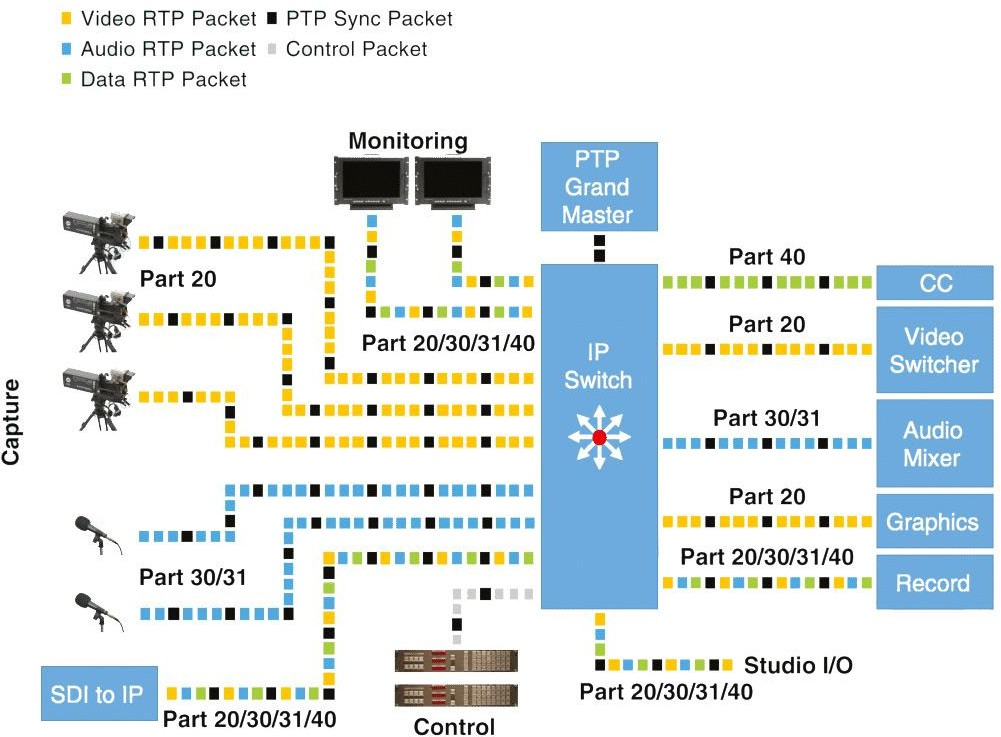 Video RTP Packet
PTP Sync Packet
Audio RTP Packet
Control Packet
Data RTP Packet
Monitoring
PTP
Grand
Master
Part 20
Part 20/30/31/40
Capture
IP
Switch
Part 40
CC
Part 20
Video
Switcher
Part 30/31
Audio
Mixer
Part 20
Graphics
Part 20/30/31/40
Record
Part 30/31
SDI to IP
Part 20/30/31/40
Control
Studio I/O
Part 20/30/31/40